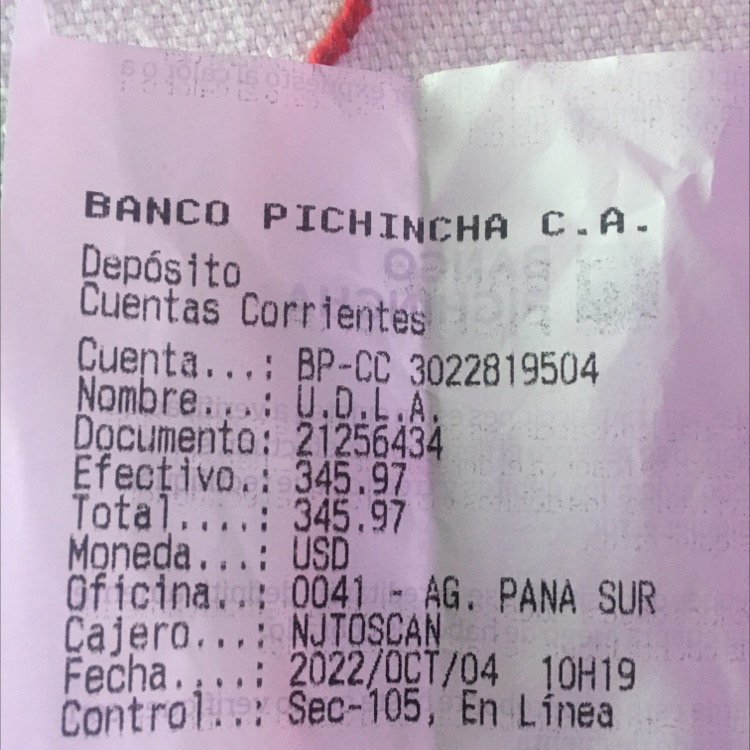 BANCO PICHINCHA C.A.
Depósito
Cuentas Corrientes
Cuenta...: BP-CC 3022819504
Nombre...: U.D.L.A.
Documento: 21256434
Efectivo.: 345.97
Total....: 345.97
Moneda...: USD
Oficina..: 0041 - AG. PANA SUR
Cajero...: NJTOSCAN
Fecha....: 2022/OCT/04 10H19
Control..: Sec-105, En Línea